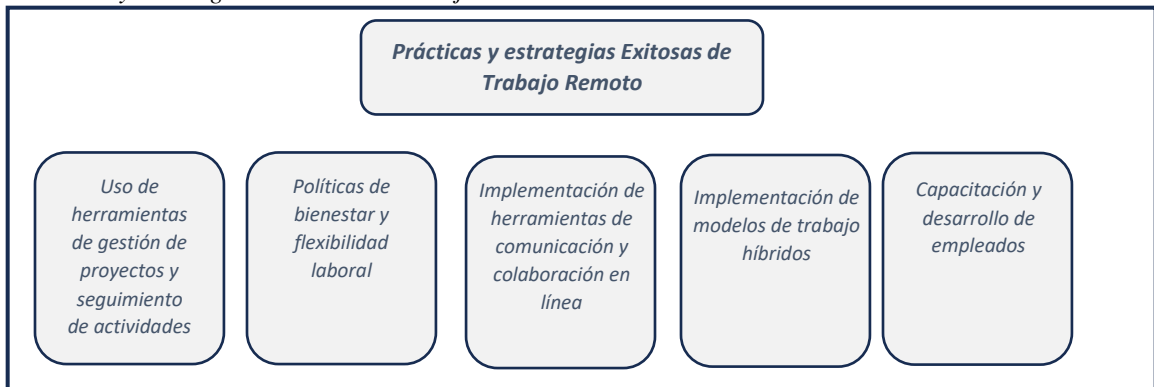 Prácticas y estrategias Exitosas de
Trabajo Remoto
Uso de
herramientas
de gestión de
proyectos y
seguimiento
de actividades
Políticas de
bienestar y
flexibilidad
laboral
Implementación de
herramientas de
comunicación y
colaboración en
línea
Implementación de
modelos de trabajo
híbridos
Capacitación y
desarrollo de
empleados